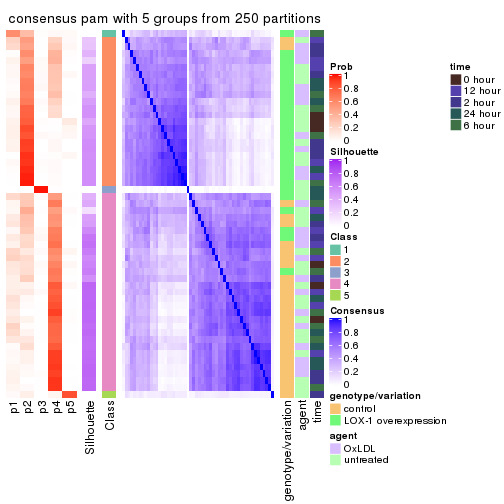 consensus pam with 5 groups from 250 partitions
Prob
1
0.8
0.6
0.4
0.2
0
Silhouette
1
0.8
0.6
0.4
0.2
0
Class
1
2
3
4
5
Consensus
1
0.8
0.6
0.4
0.2
0
genotype/variation
control
LOX-1 overexpression
agent
OxLDL
untreated
time
0 hour
12 hour
2 hour
24 hour
6 hour
p1
p2
p3
p4
p5
Silhouette
Class
genotype/variation
agent
time